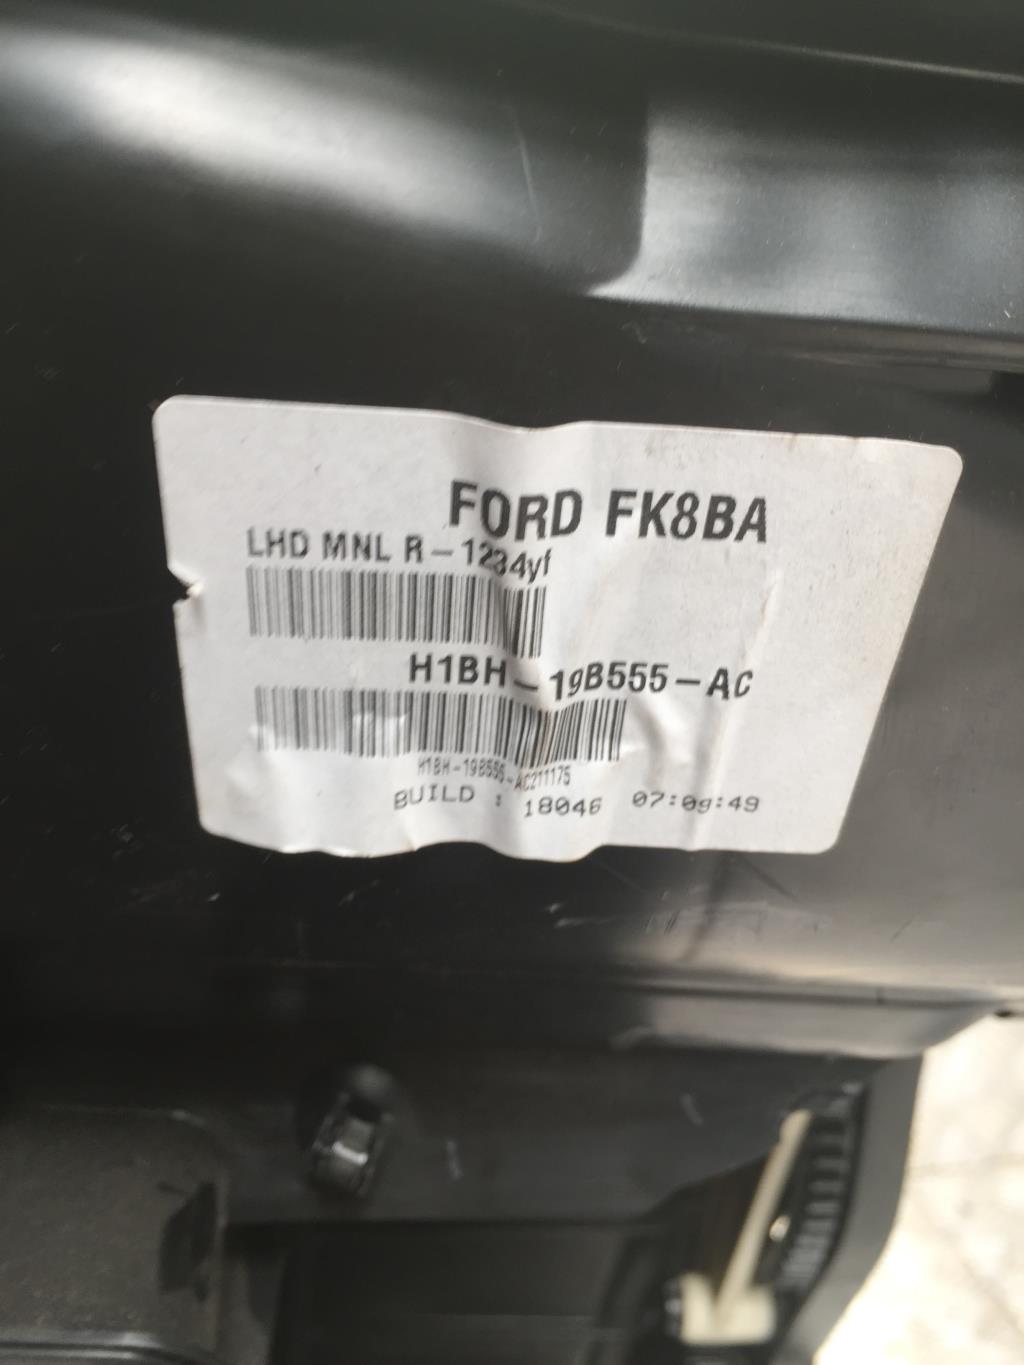 FORD FK8BA
LHD MNL R-1234yf
H1BH-19B555-AC
H1BH-19B555-AC211175
BUILD : 18046 07:09:49